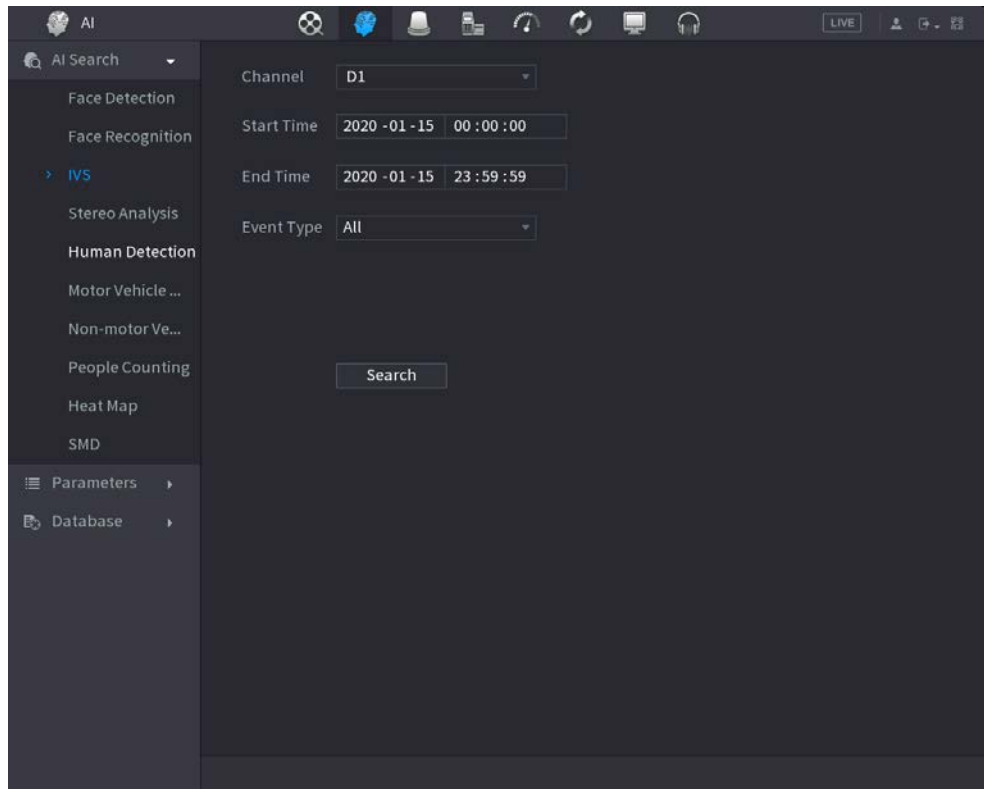 AI
LIVE
AI Search
Face Detection
Face Recognition
IVS
Stereo Analysis
Human Detection
Motor Vehicle ...
Non-motor Ve...
People Counting
Heat Map
SMD
Parameters
Database
Channel D1
Start Time 2020 -01 -15 00 :00 :00
End Time 2020 -01 -15 23 :59 :59
Event Type All
Search